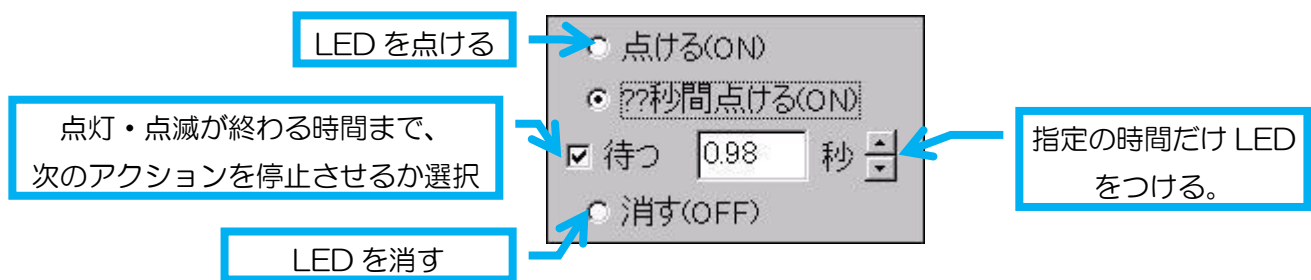 LED を点ける
点ける(ON)
??秒間点ける(ON)
点灯・点滅が終わる時間まで、
次のアクションを停止させるか選択
待つ 0.98 秒
指定の時間だけ LED
をつける。
消す(OFF)
LED を消す